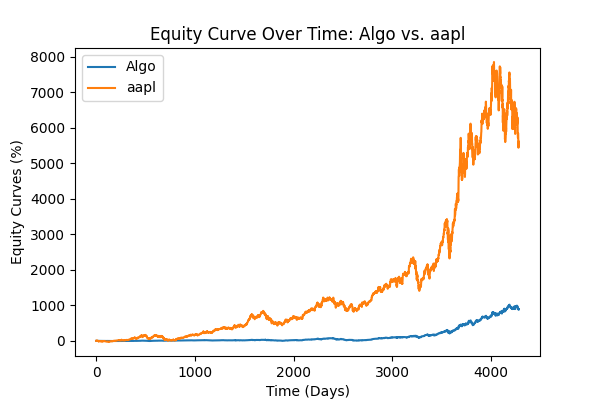 Equity Curve Over Time: Algo vs. aapl
Algo
aapl
Equity Curves (%)
8000
7000
6000
5000
4000
3000
2000
1000
0
0 1000 2000 3000 4000
Time (Days)